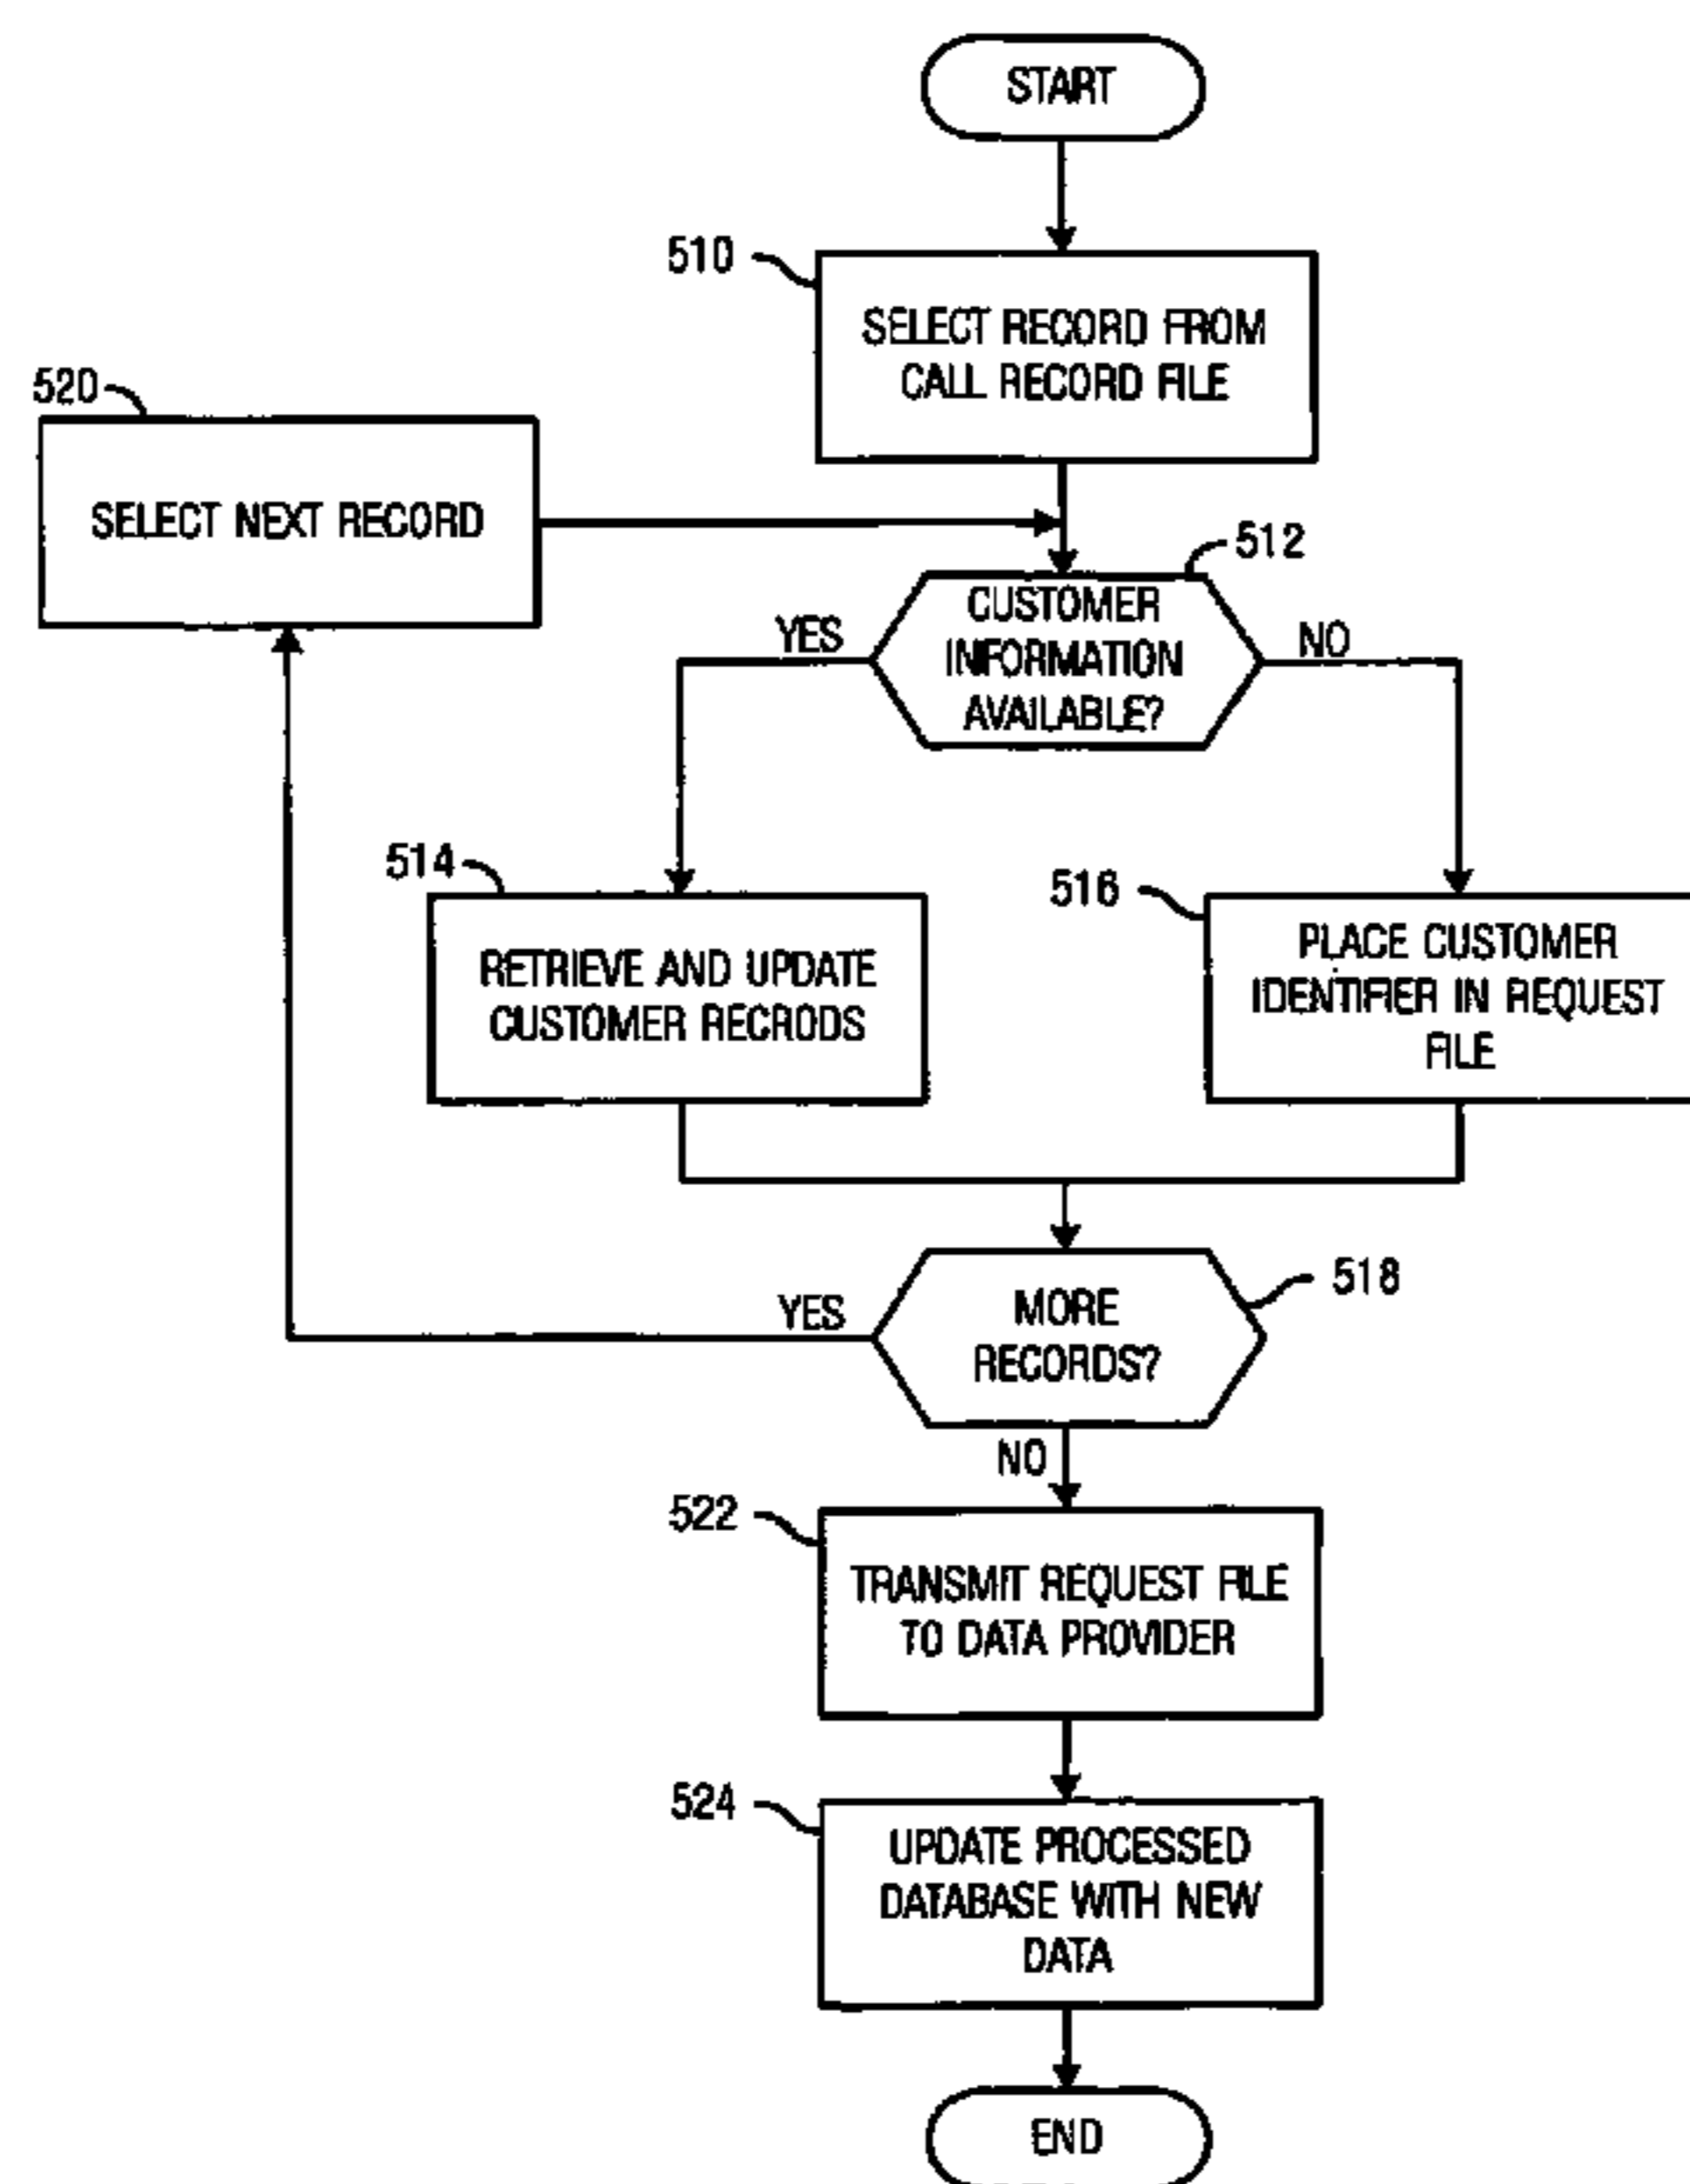 START
510
SELECT RECORD FROM
CALL RECORD FILE
520
SELECT NEXT RECORD
512
CUSTOMER
INFORMATION
AVAILABLE?
YES
NO
514
RETRIEVE AND UPDATE
CUSTOMER RECRODS
516
PLACE CUSTOMER
IDENTIFIER IN REQUEST
FILE
518
MORE
RECORDS?
YES
NO
522
TRANSMIT REQUEST FILE
TO DATA PROVIDER
524
UPDATE PROCESSED
DATABASE WITH NEW
DATA
END